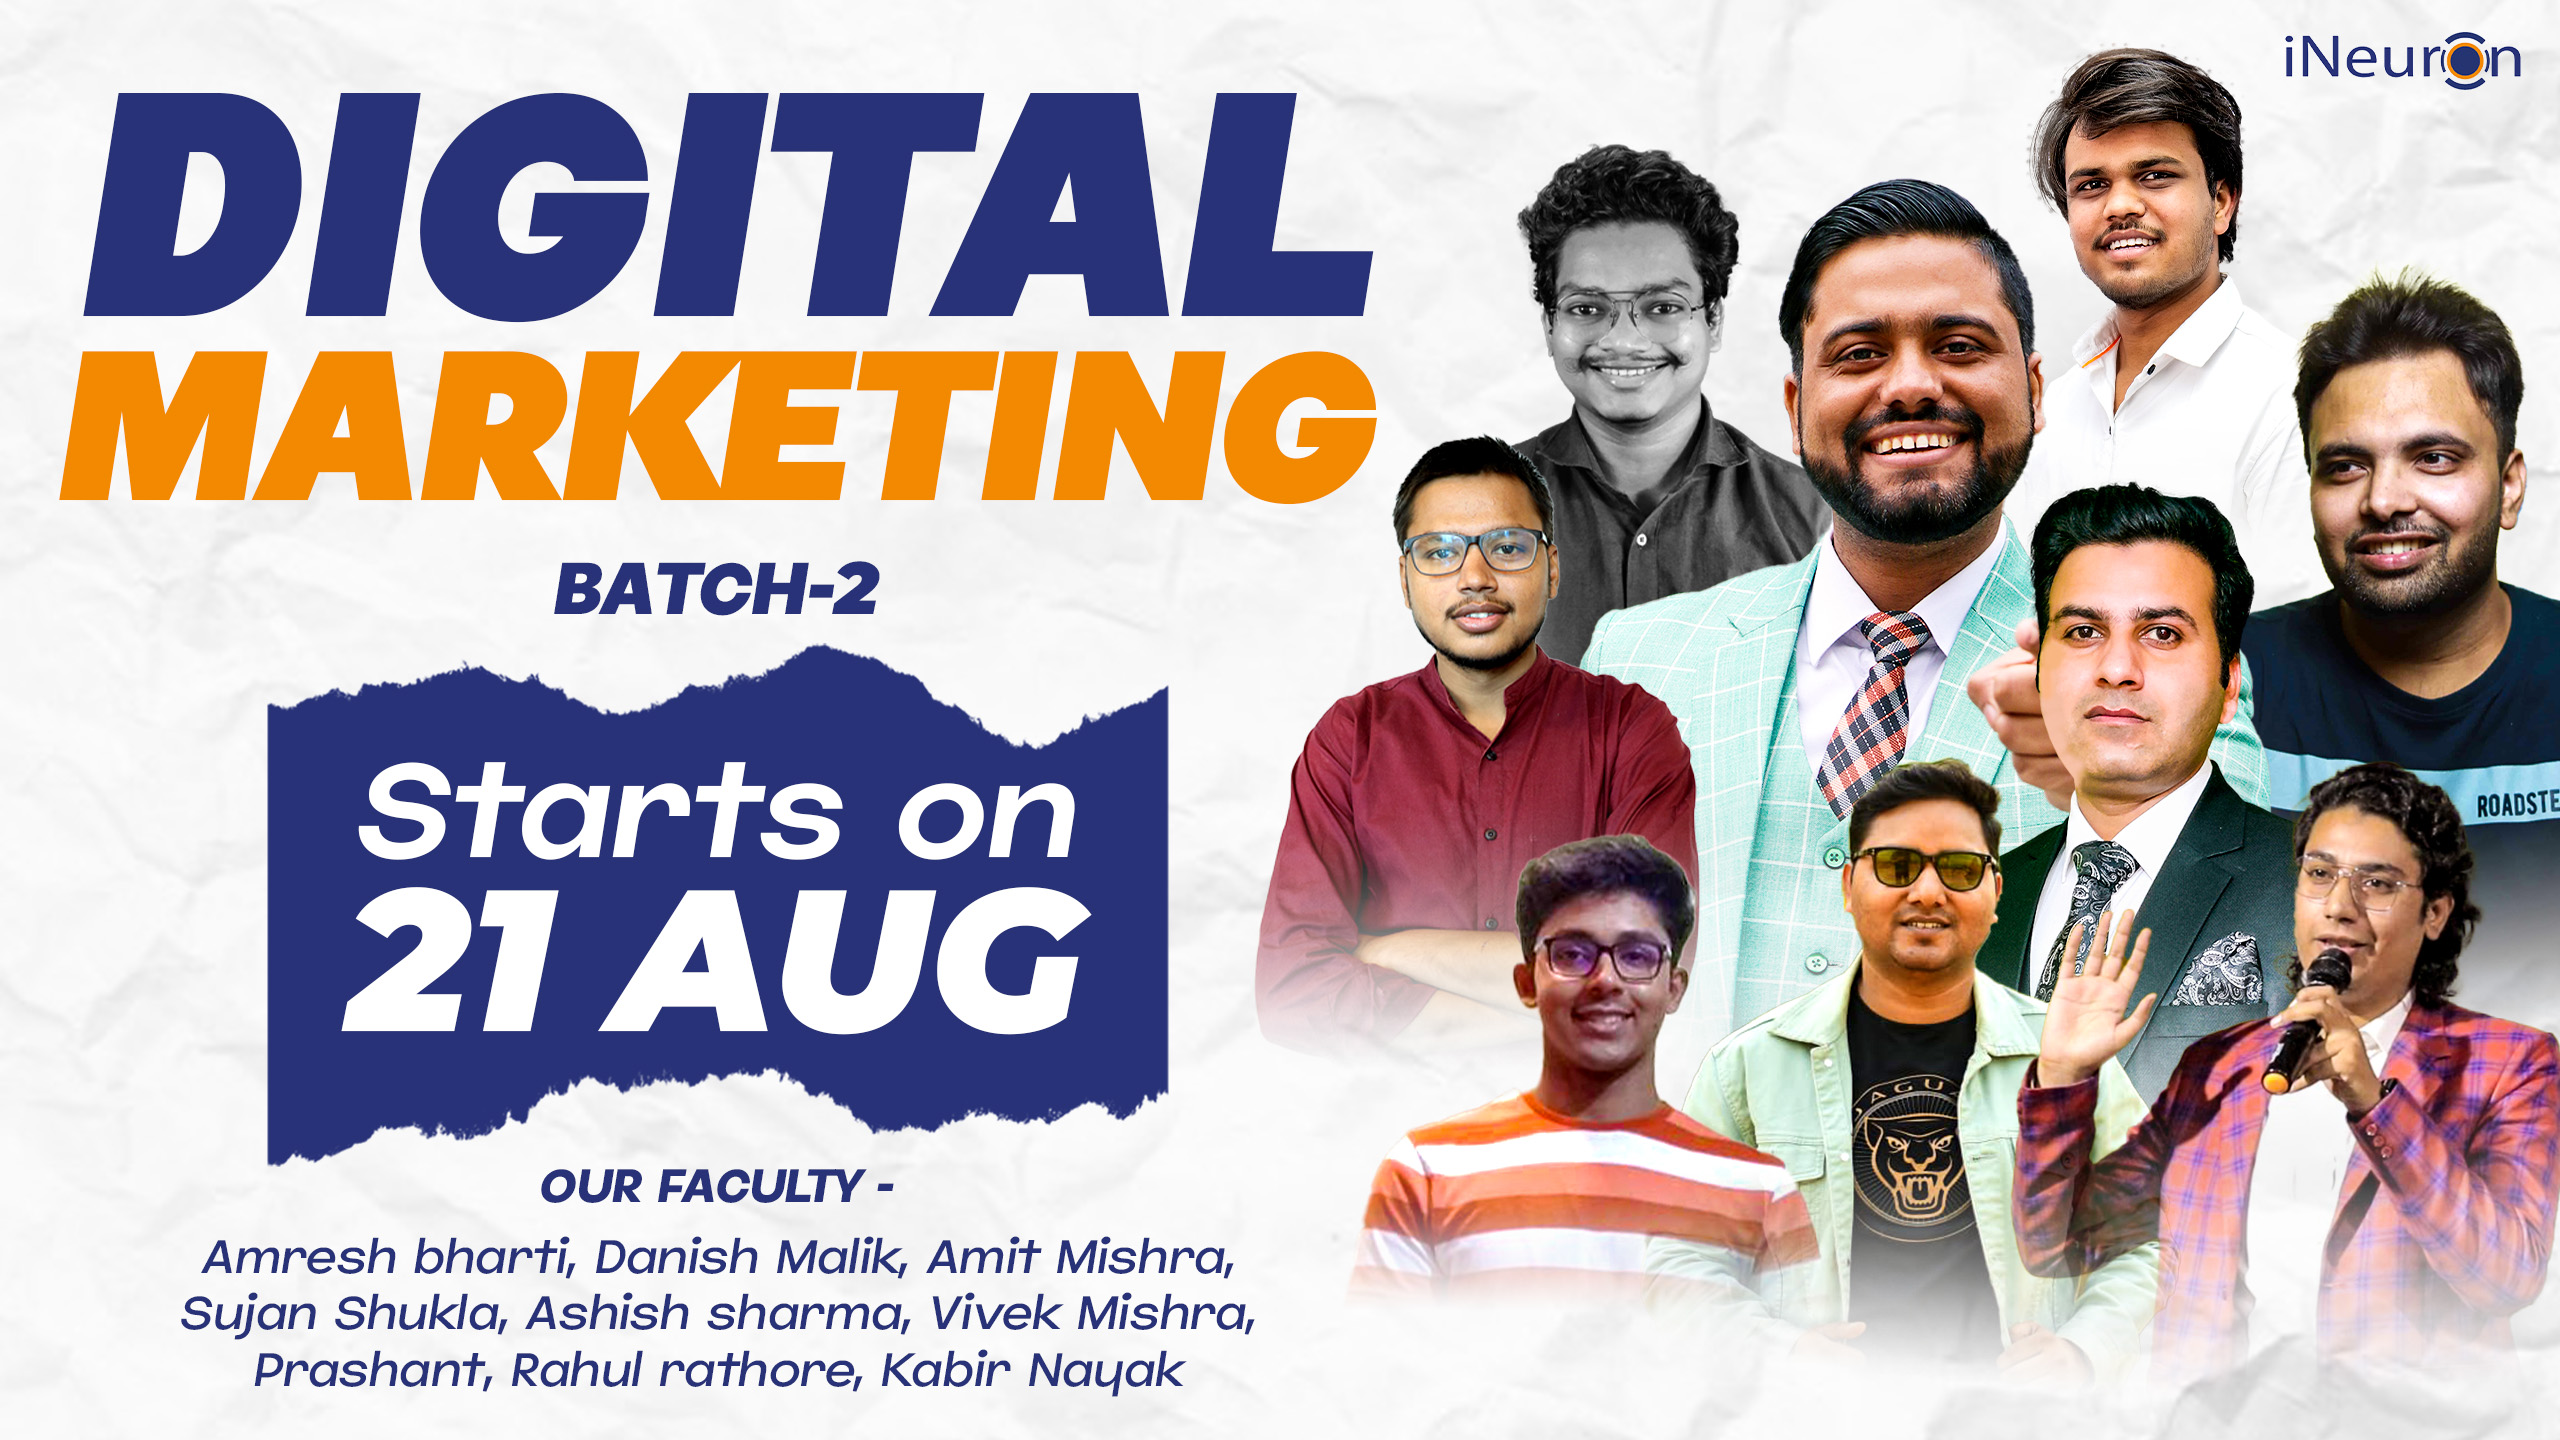 iNeuron
DIGITAL
MARKETING
BATCH-2
Starts on
21 AUG
OUR FACULTY -
Amresh bharti, Danish Malik, Amit Mishra,
Sujan Shukla, Ashish sharma, Vivek Mishra,
Prashant, Rahul rathore, Kabir Nayak
ROADSTE
JAGUA